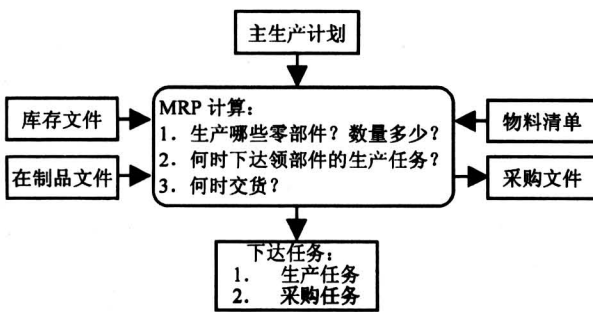 主生产计划
库存文件
在制品文件
MRP 计算:
1. 生产哪些零部件？数量多少？
2. 何时下达领部件的生产任务？
3. 何时交货？
物料清单
采购文件
下达任务:
1. 生产任务
2. 采购任务